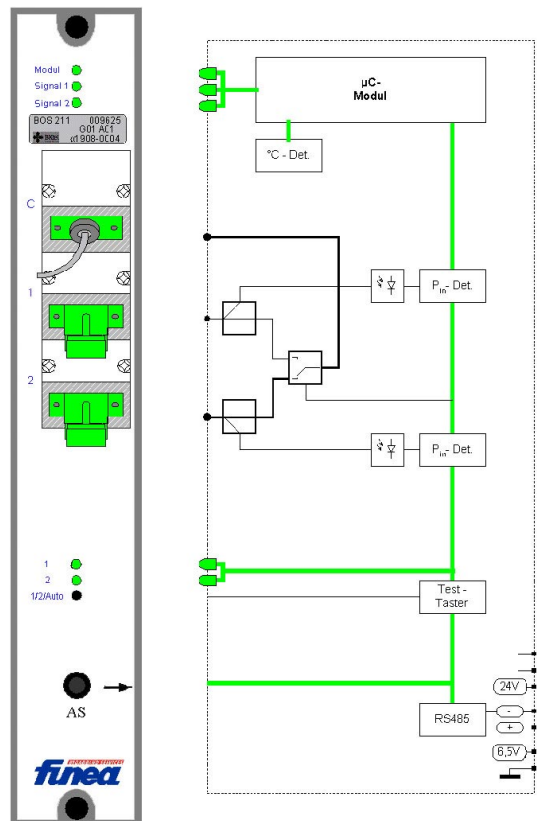 Modul
Signal 1
Signal 2
BOS 211 009625
G01 AC1
α1908-0C04
C
1
2
1
2
1/2/Auto
AS
funea
µC-
Modul
°C - Det.
Pin- Det.
Pin- Det.
Test -
Taster
RS485
24V
-
+
6,5V